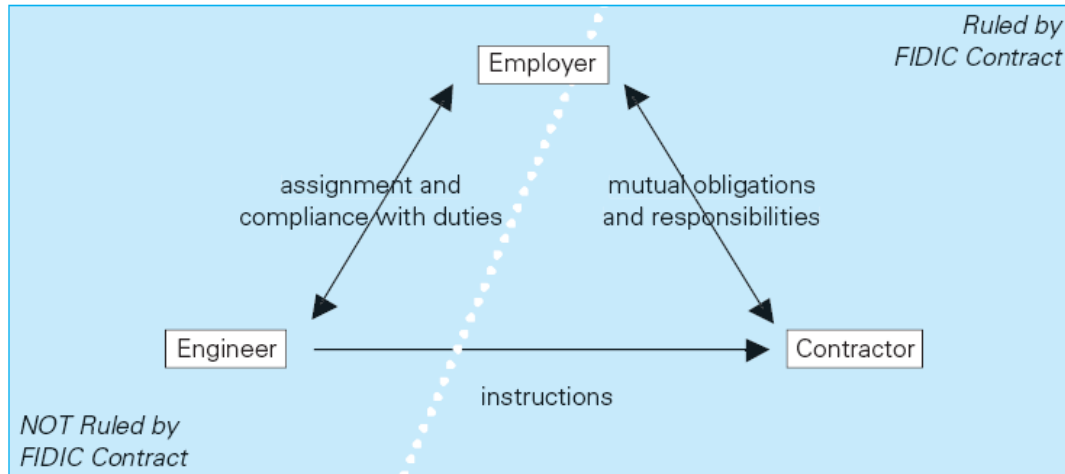 Ruled by
FIDIC Contract
Employer
assignment and
compliance with duties
mutual obligations
and responsibilities
Engineer
Contractor
instructions
NOT Ruled by
FIDIC Contract